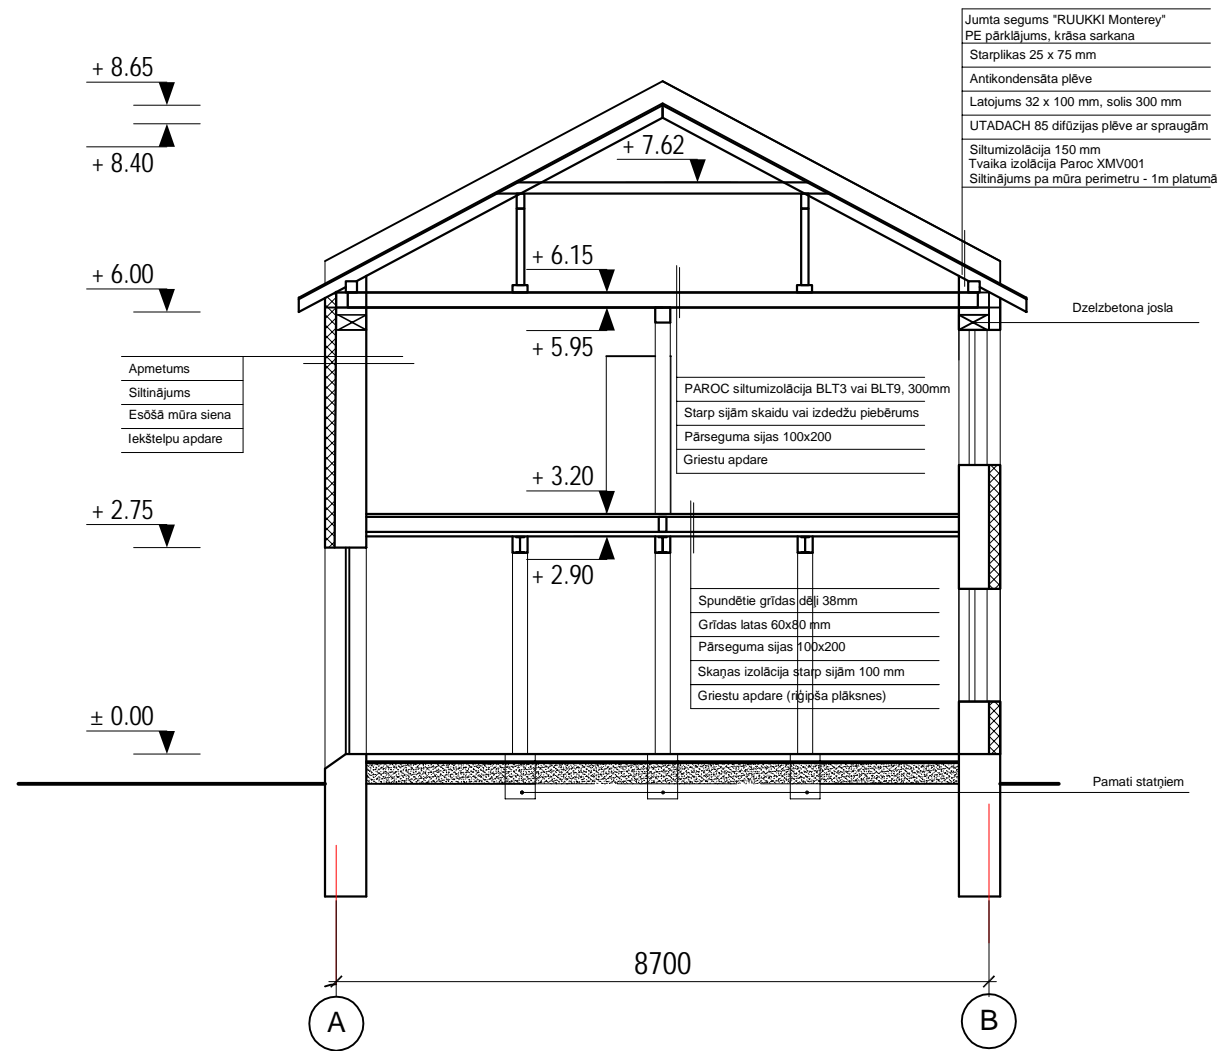 Jumta segums "RUUKKI Monterey"
PE pārklājums, krāsa sarkana
Starplikas 25 x 75 mm
Antikondensāta plēve
Latojums 32 x 100 mm, solis 300 mm
UTADACH 85 difūzijas plēve ar spraugām
Siltumizolācija 150 mm
Tvaika izolācija Paroc XMV001
Siltinājums pa mūra perimetru - 1m platumā
+ 8.65
+ 8.40
+ 7.62
+ 6.15
+ 6.00
+ 5.95
Dzelzbetona josla
Apmetums
Siltinājums
Esōšā mūra siena
Iekštelpu apdare
PAROC siltumizolācija BLT3 vai BLT9, 300mm
Starp sijām skaidu vai izdedžu piebērums
Pārseguma sijas 100x200
Griestu apdare
+ 3.20
+ 2.75
+ 2.90
Spundētie grīdas dēļi 38mm
Grīdas latas 60x80 mm
Pārseguma sijas 100x200
Skaņas izolācija starp sijām 100 mm
Griestu apdare (riģipša plāksnes)
± 0.00
Pamati statņiem
8700
A
B